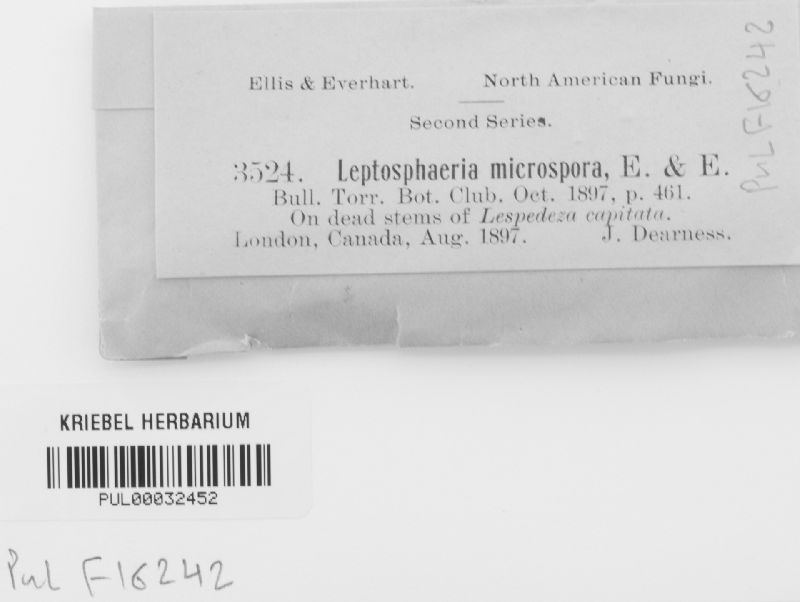 Ellis & Everhart. North American Fungi.
Second Series.
3524. Leptosphaeria microspora, E. & E.
Bull. Torr. Bot. Club. Oct. 1897, p. 461.
On dead stems of Lespedeza capitata.
London, Canada, Aug. 1897. J. Dearness.
PuL F16242
KRIEBEL HERBARIUM
PUL00032452
PuL F16242